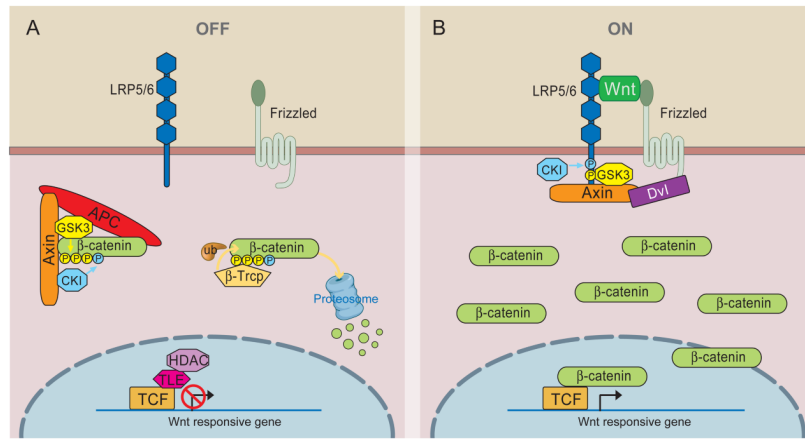 A
OFF
LRP5/6
Frizzled
APC
Axin
GSK3
β-catenin
P P P P
CKI
ub
β-catenin
P P P P
β-Trcp
Proteosome
HDAC
TLE
TCF
Wnt responsive gene
B
ON
LRP5/6
Wnt
Frizzled
CKI
P
P
GSK3
Axin
Dvl
β-catenin
β-catenin
β-catenin
β-catenin
β-catenin
β-catenin
β-catenin
TCF
Wnt responsive gene